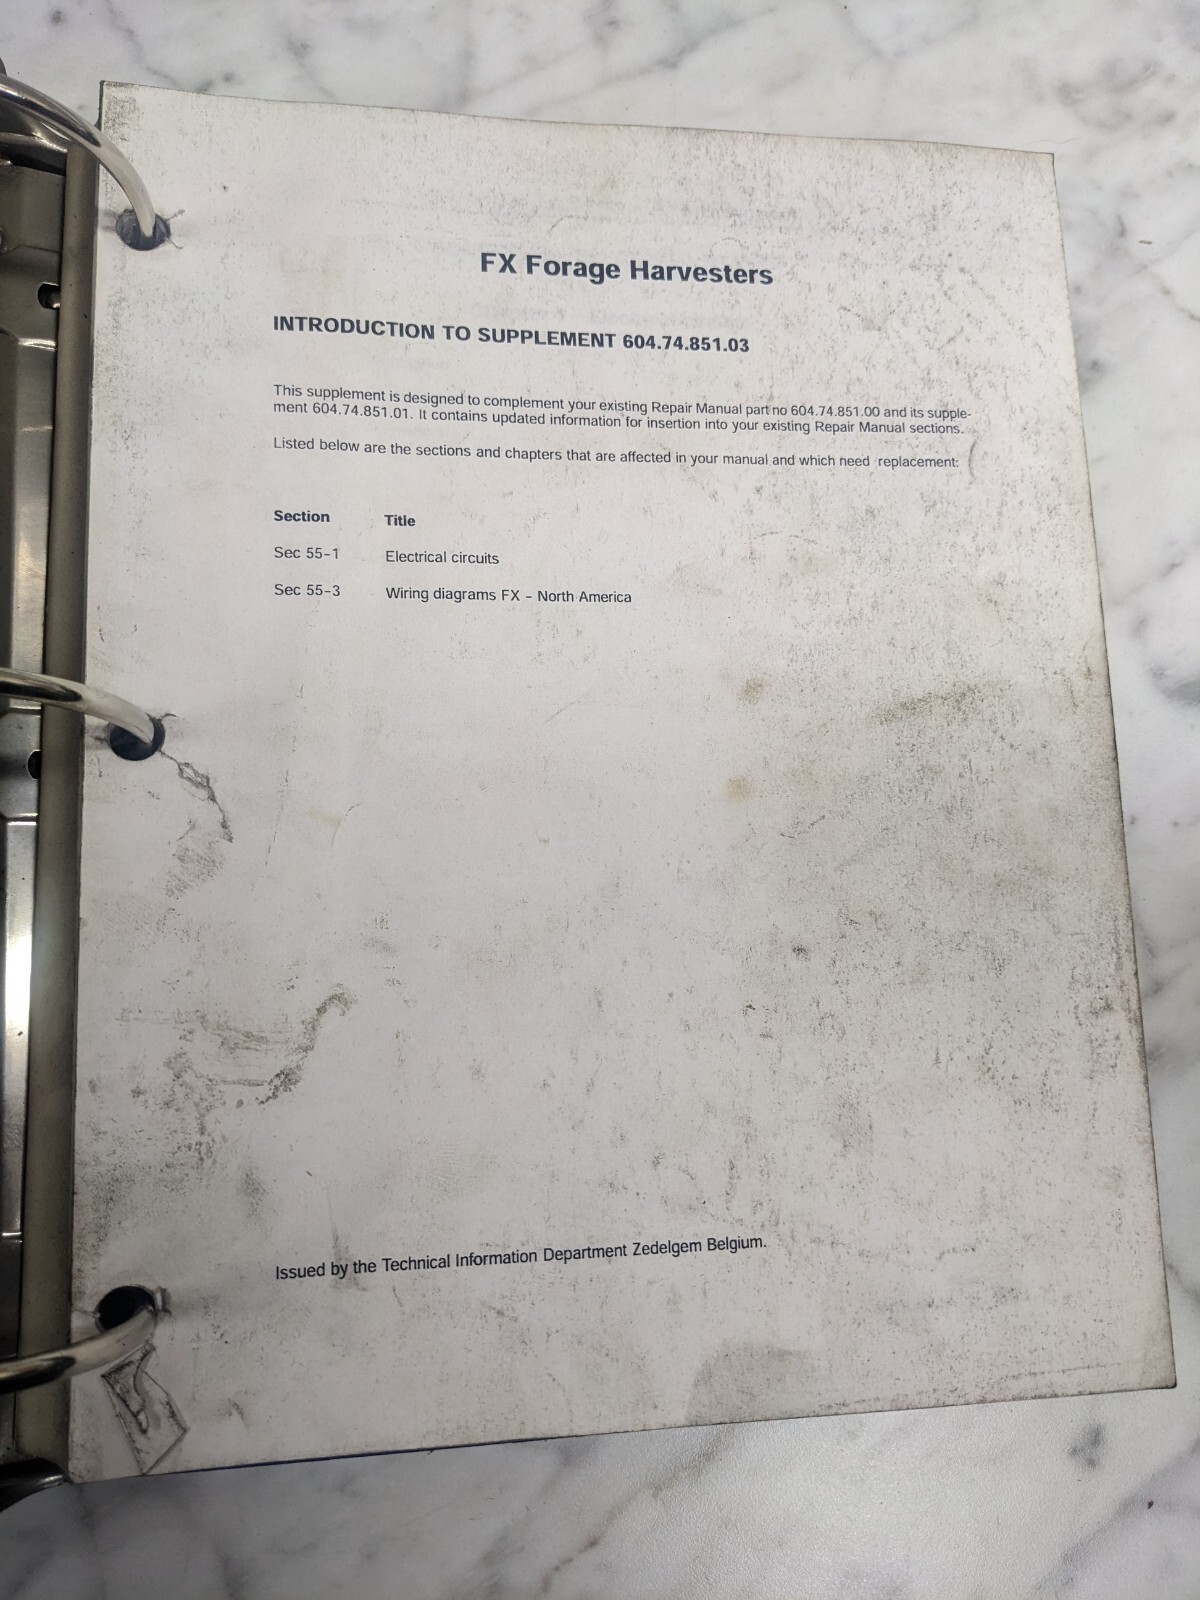 FX Forage Harvesters
INTRODUCTION TO SUPPLEMENT 604.74.851.03
This supplement is designed to complement your existing Repair Manual part no 604.74.851.00 and its supple-
ment 604.74.851.01. It contains updated information for insertion into your existing Repair Manual sections.
Listed below are the sections and chapters that are affected in your manual and which need replacement:
Section Title
Sec 55-1 Electrical circuits
Sec 55-3 Wiring diagrams FX - North America
Issued by the Technical Information Department Zedelgem Belgium.